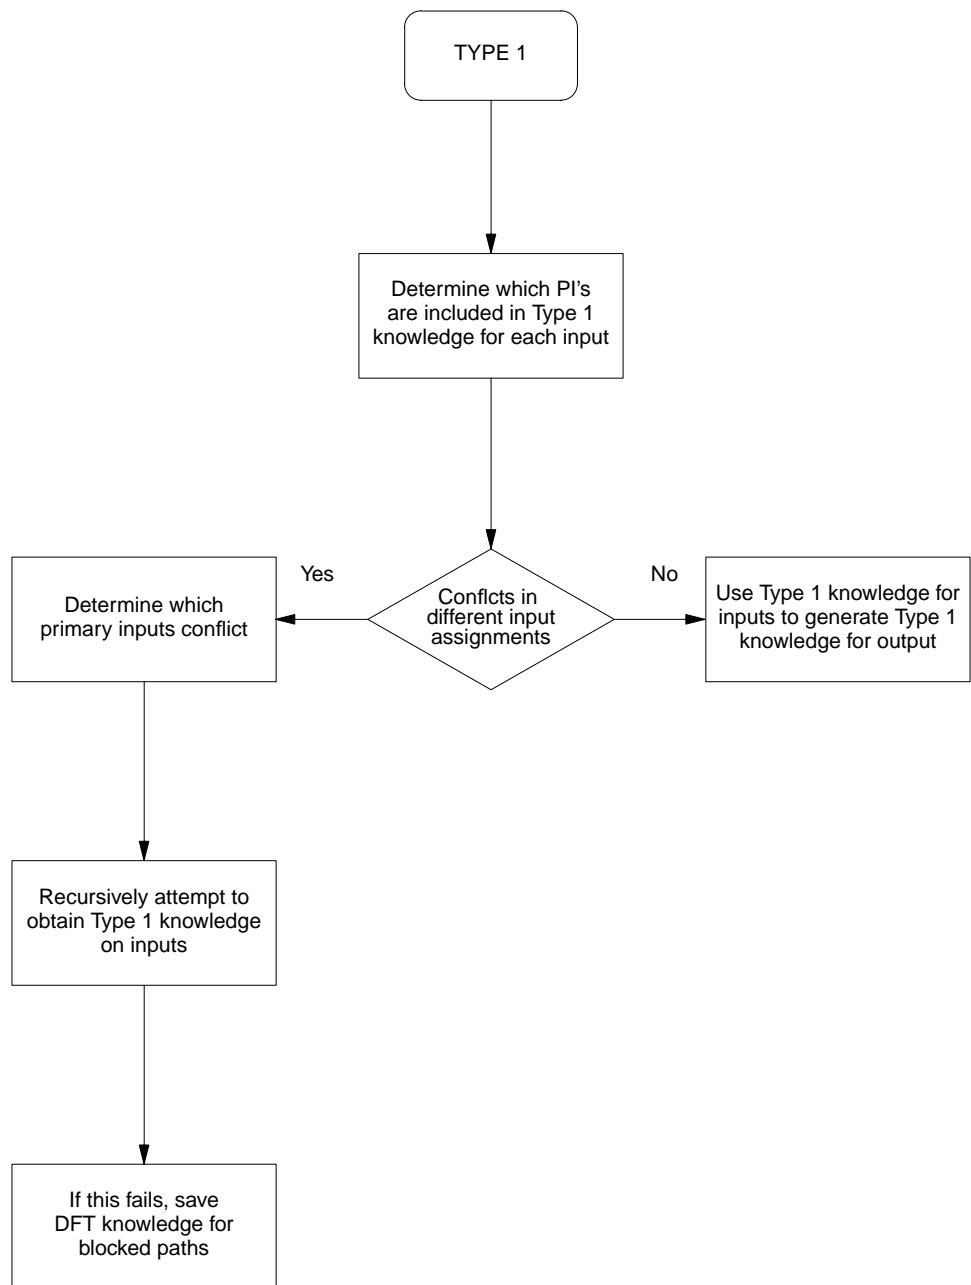 TYPE 1
Determine which PI's
are included in Type 1
knowledge for each input
Yes
Conflcts in
different input
assignments
No
Determine which
primary inputs conflict
Use Type 1 knowledge for
inputs to generate Type 1
knowledge for output
Recursively attempt to
obtain Type 1 knowledge
on inputs
If this fails, save
DFT knowledge for
blocked paths